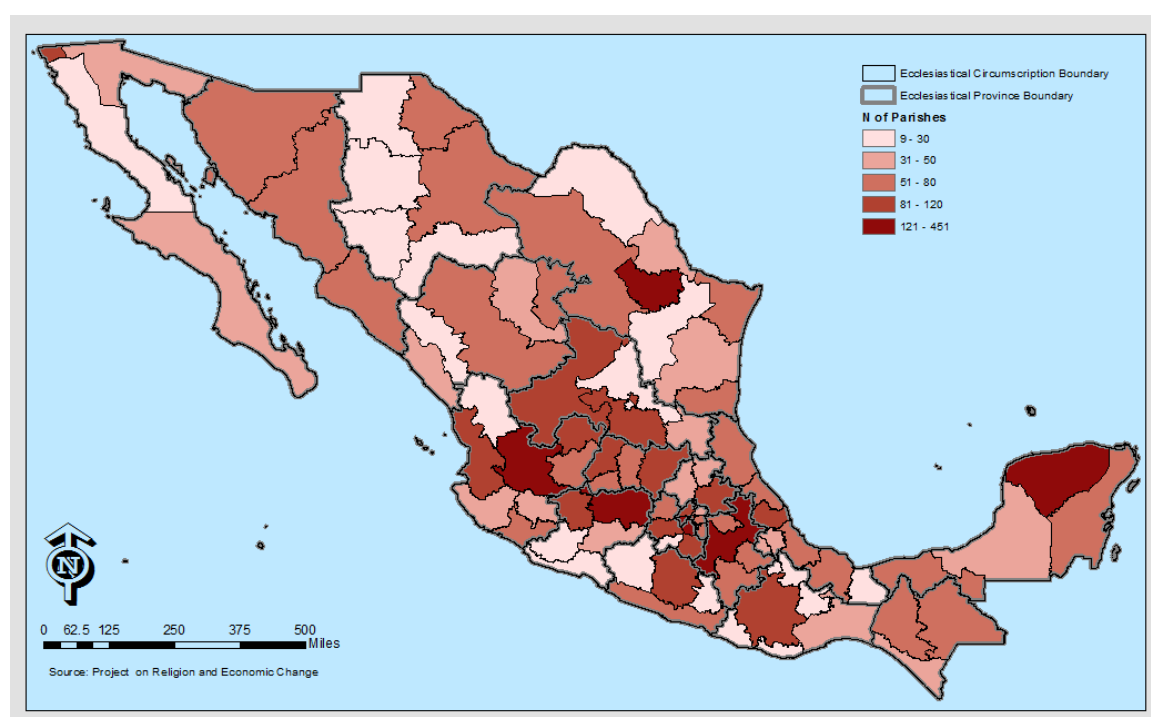 Ecclesiastical Circumscription Boundary
Ecclesiastical Province Boundary
N of Parishes
9 - 30
31 - 50
51 - 80
81 - 120
121 - 451
N
0 62.5 125 250 375 500
Miles
Source: Project on Religion and Economic Change